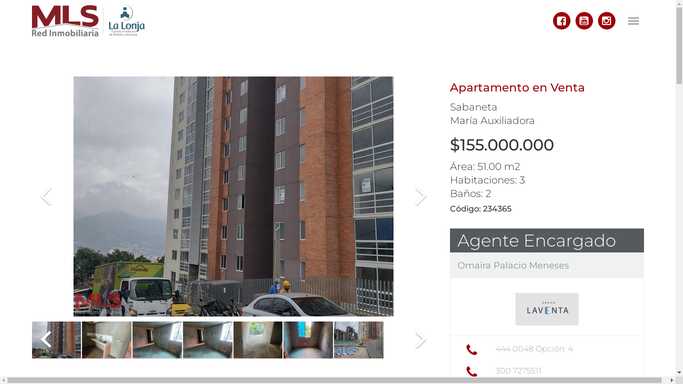 MLS
Red Inmobiliaria
La Lonja
Apartamento en Venta
Sabaneta
María Auxiliadora
$155.000.000
Área: 51.00 m2
Habitaciones: 3
Baños: 2
Código: 234365
Agente Encargado
Omaira Palacio Meneses
LAVENTA
444 0048 Opción: 4
300 7275511